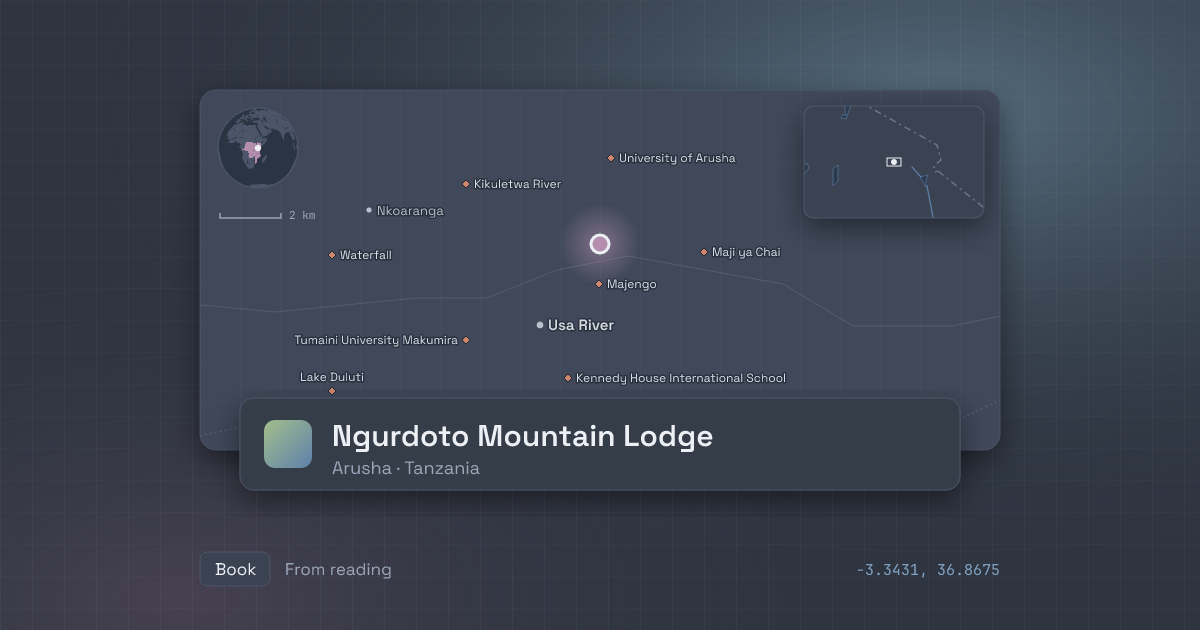 University of Arusha
Kikuletwa River
Nkoaranga
2 km
Waterfall
Maji ya Chai
Majengo
Usa River
Tumaini University Makumira
Lake Duluti
Kennedy House International School
Ngurdoto Mountain Lodge
Arusha · Tanzania
Book
From reading
-3.3431, 36.8675